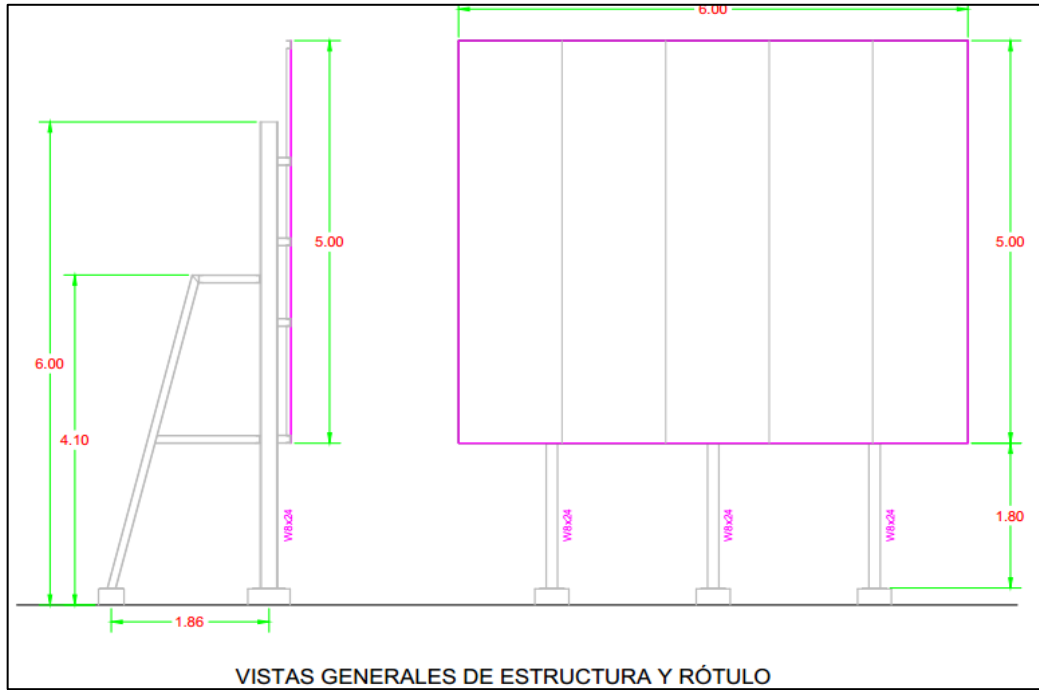 6.00
5.00
5.00
6.00
4.10
W8x24
W8x24
W8x24
W8x24
1.80
1.86
VISTAS GENERALES DE ESTRUCTURA Y RÓTULO